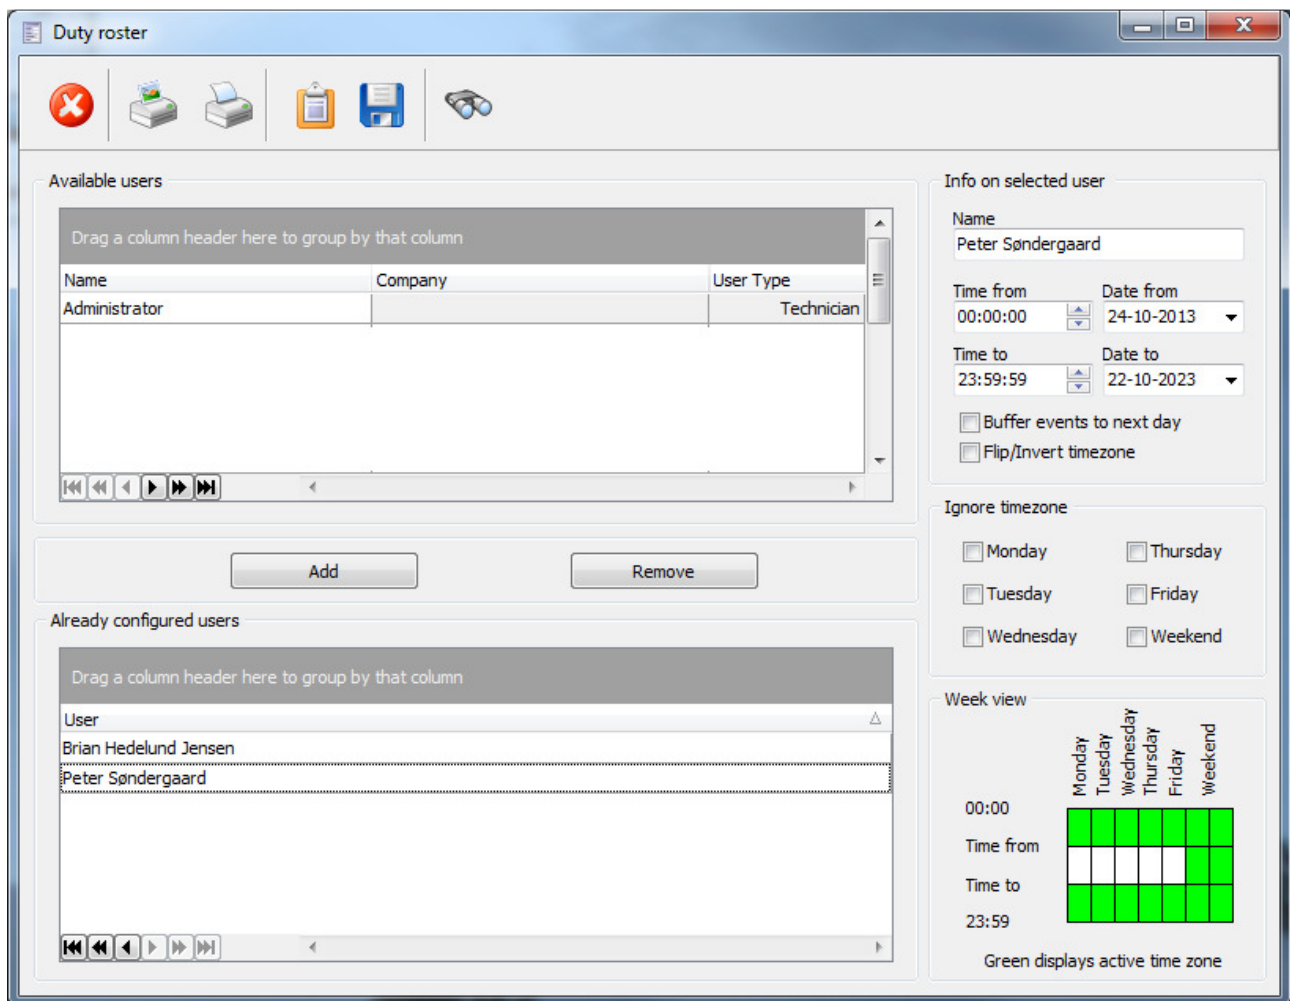 Duty roster
Available users
Drag a column header here to group by that column
Name Company User Type
Administrator Technician
Add Remove
Already configured users
Drag a column header here to group by that column
User
Brian Hedelund Jensen
Peter Søndergaard
Info on selected user
Name
Peter Søndergaard
Time from Date from
00:00:00 24-10-2013
Time to Date to
23:59:59 22-10-2023
Buffer events to next day
Flip/Invert timezone
Ignore timezone
Monday Thursday
Tuesday Friday
Wednesday Weekend
Week view
Monday
Tuesday
Wednesday
Thursday
Friday
Weekend
00:00
Time from
Time to
23:59
Green displays active time zone